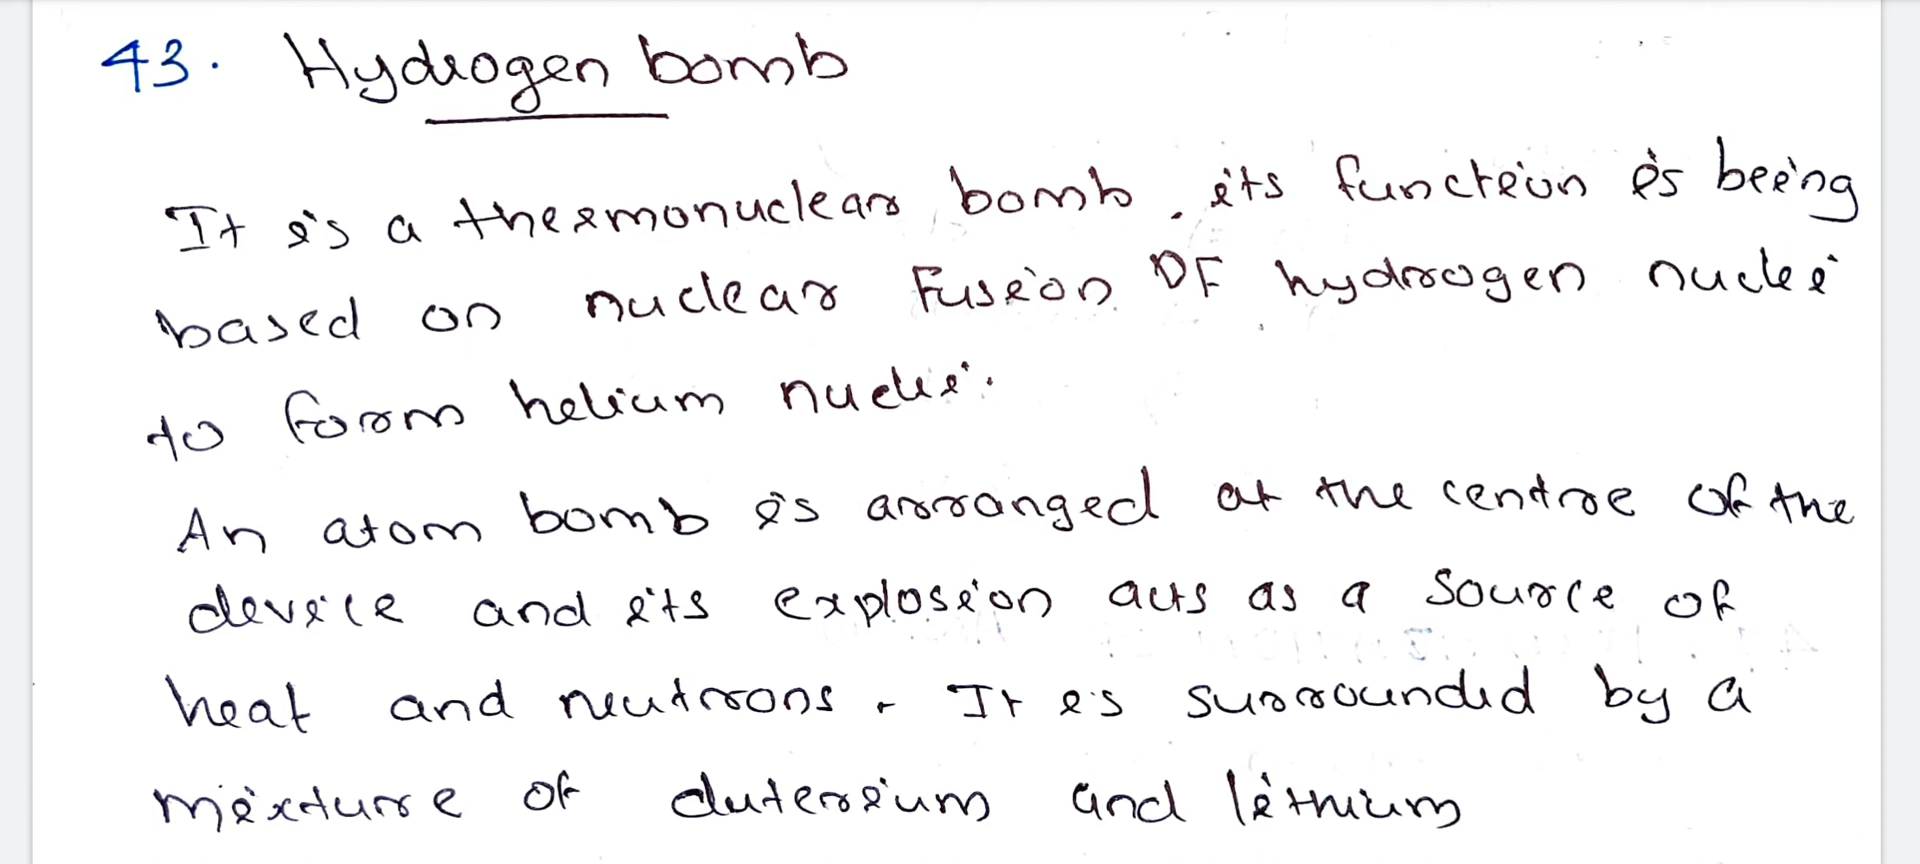 43. Hydrogen bomb
It is a thermonuclear bomb. its function is being
based on nuclear Fusion OF hydrogen nuclei
to form helium nuclei.
An atom bomb is arranged at the centre of the
device and its explosion acts as a source of
heat and neutrons. It is surrounded by a
mixture of duterium and lithium